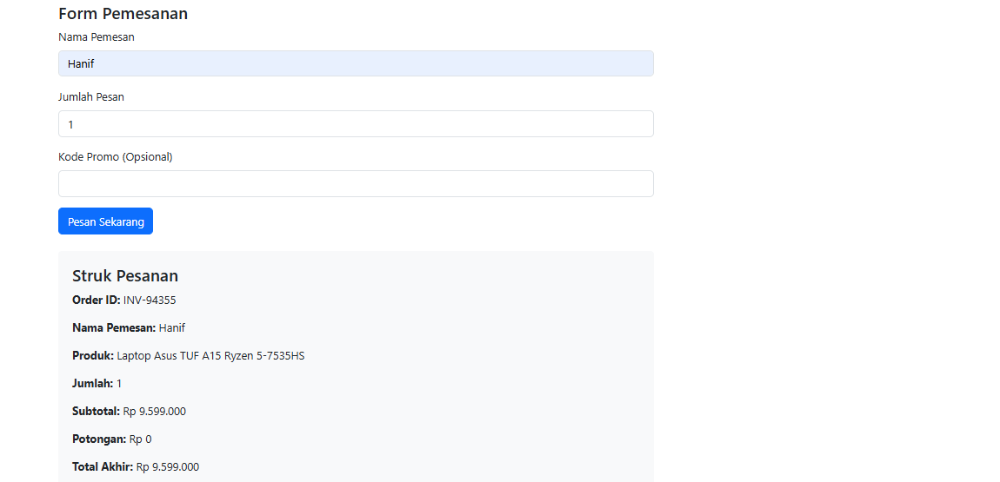 Form Pemesanan
Nama Pemesan
Hanif
Jumlah Pesan
1
Kode Promo (Opsional)
Pesan Sekarang
Struk Pesanan
Order ID: INV-94355
Nama Pemesan: Hanif
Produk: Laptop Asus TUF A15 Ryzen 5-7535HS
Jumlah: 1
Subtotal: Rp 9.599.000
Potongan: Rp 0
Total Akhir: Rp 9.599.000